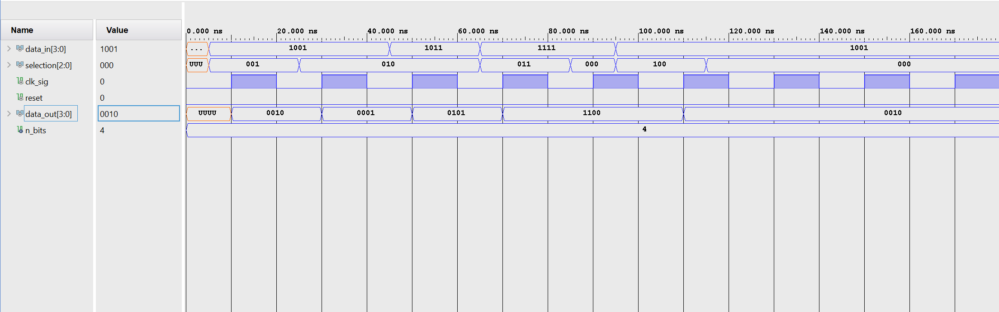 Name Value
0.000 ns 20.000 ns 40.000 ns 60.000 ns 80.000 ns 100.000 ns 120.000 ns 140.000 ns 160.000 ns
data_in[3:0] 1001 ... 1001 1011 1111 1001
selection[2:0] 000 UUU 001 010 011 000 100 000
clk_sig 0
reset 0
data_out[3:0] 0010 UUUU 0010 0001 0101 1100 0010
n_bits 4 4